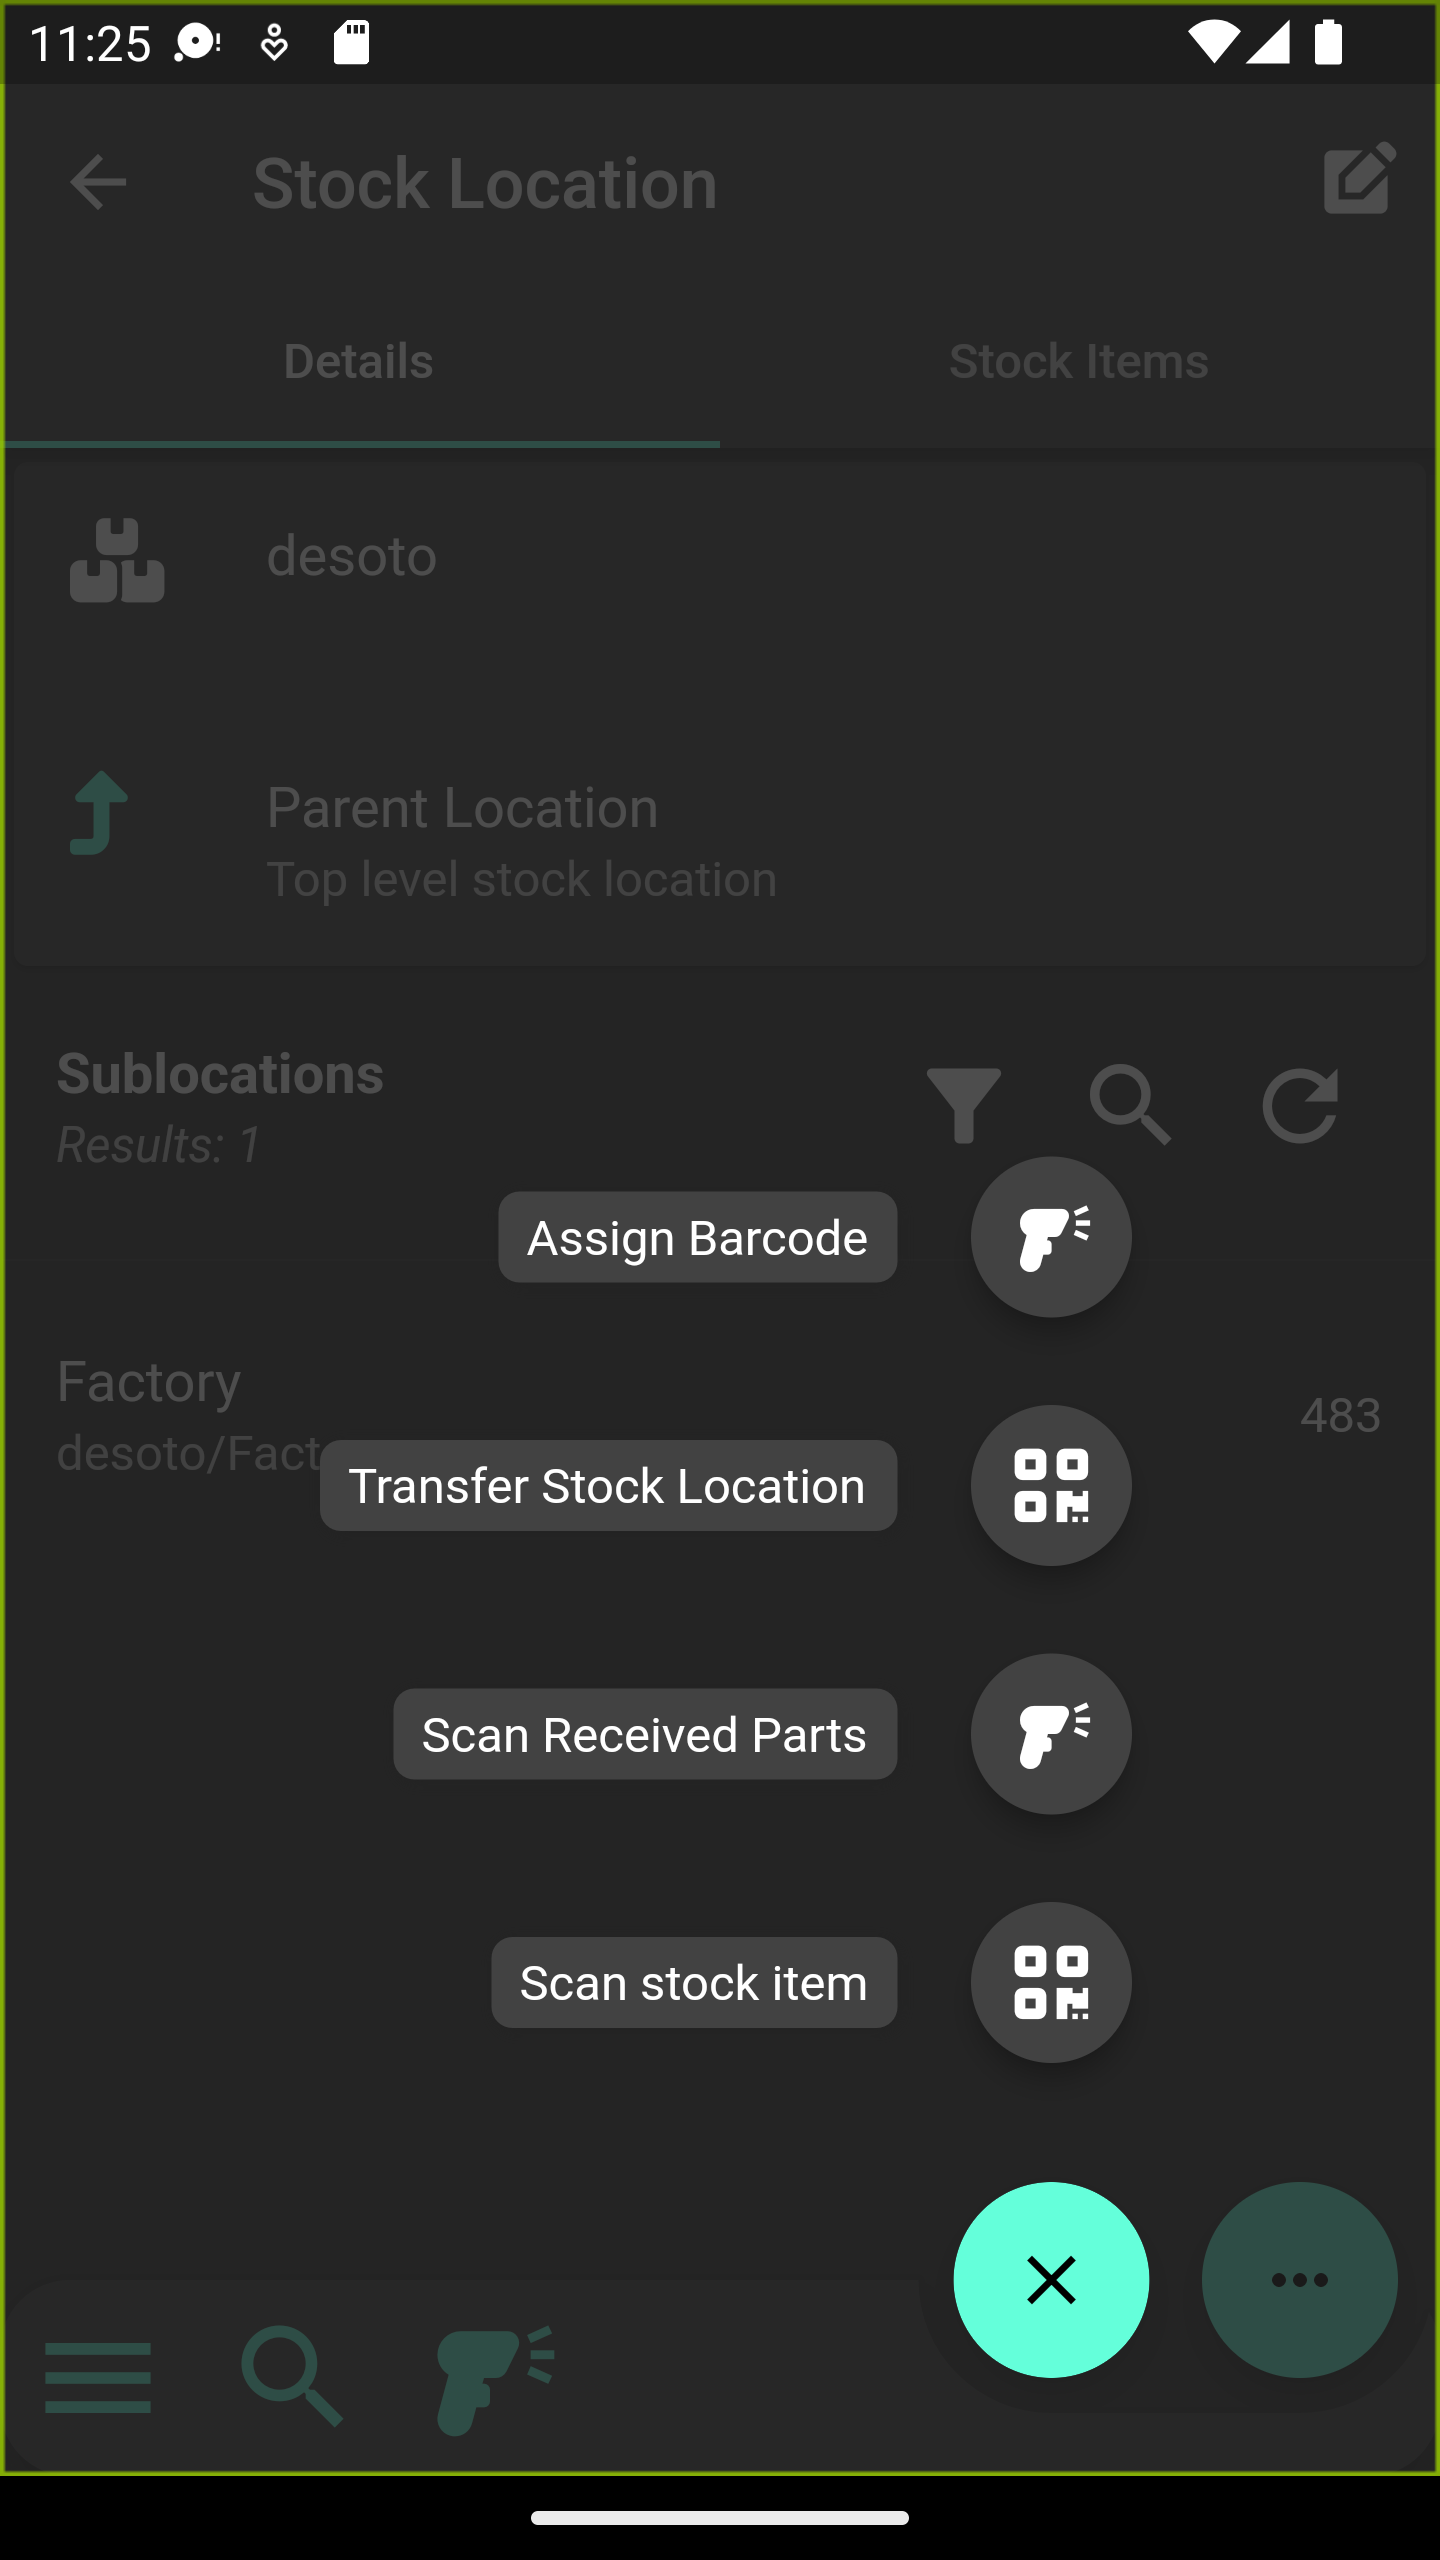 11:25
Stock Location
Details
Stock Items
desoto
Parent Location
Top level stock location
Sublocations
Results: 1
Assign Barcode
Factory
483
desoto/Fact
Transfer Stock Location
Scan Received Parts
Scan stock item